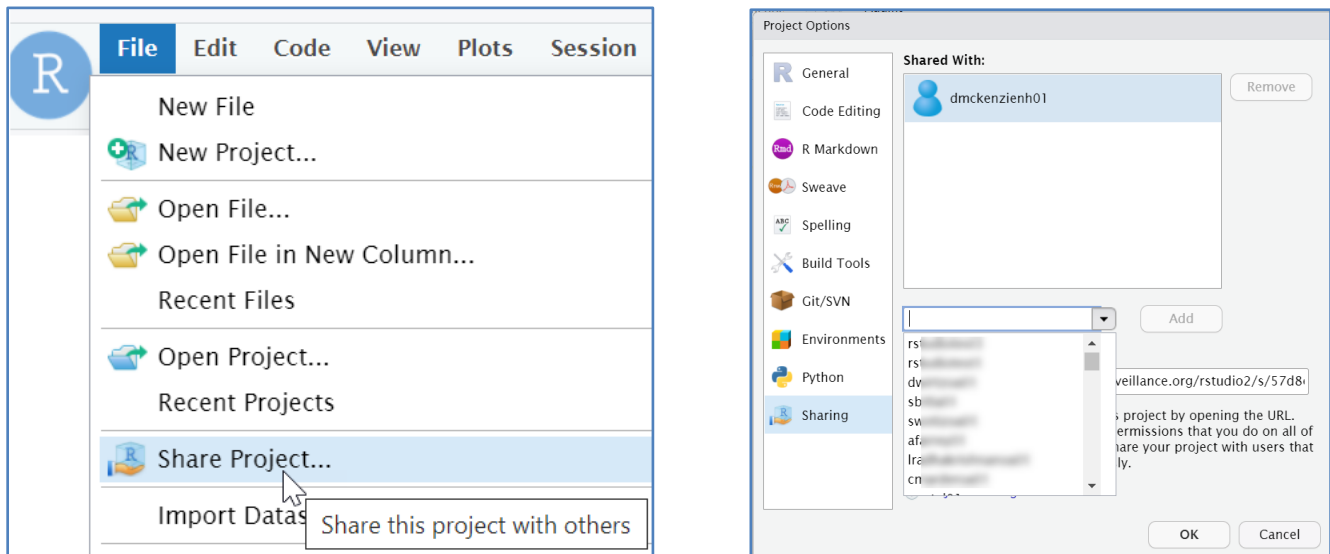 R
File Edit Code View Plots Session
New File
New Project...
Open File...
Open File in New Column...
Recent Files
Open Project...
Recent Projects
Share Project...
Import Datas
Share this project with others
Project Options
General
Code Editing
R Markdown
Sweave
Spelling
Build Tools
Git/SVN
Environments
Python
Sharing
Shared With:
dmckenzienh01
Remove
Add
veillance.org/rstudio2/s/57d8
project by opening the URL.
ermissions that you do on all of
hare your project with users that
ly.
OK Cancel